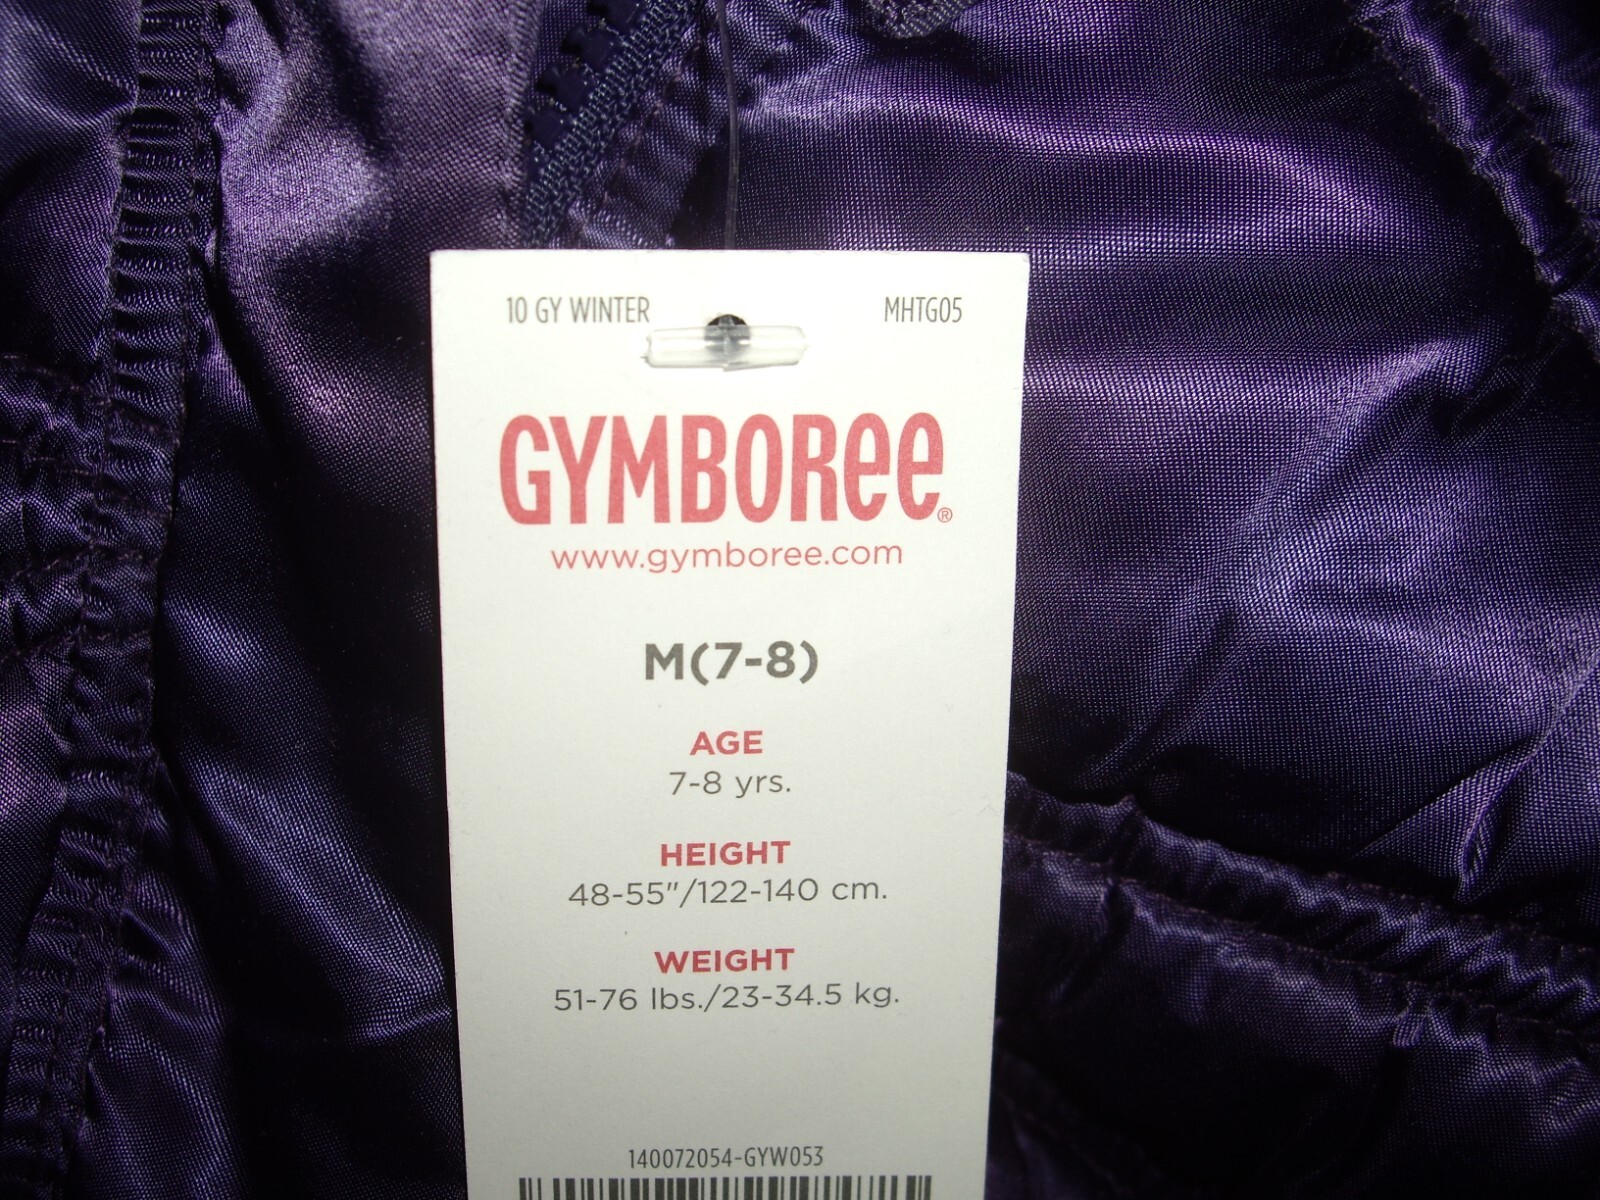 10 GY WINTER MHTG05
GYMBOREE®
www.gymboree.com
M(7-8)
AGE
7-8 yrs.
HEIGHT
48-55"/122-140 cm.
WEIGHT
51-76 lbs./23-34.5 kg.
140072054-GYW053